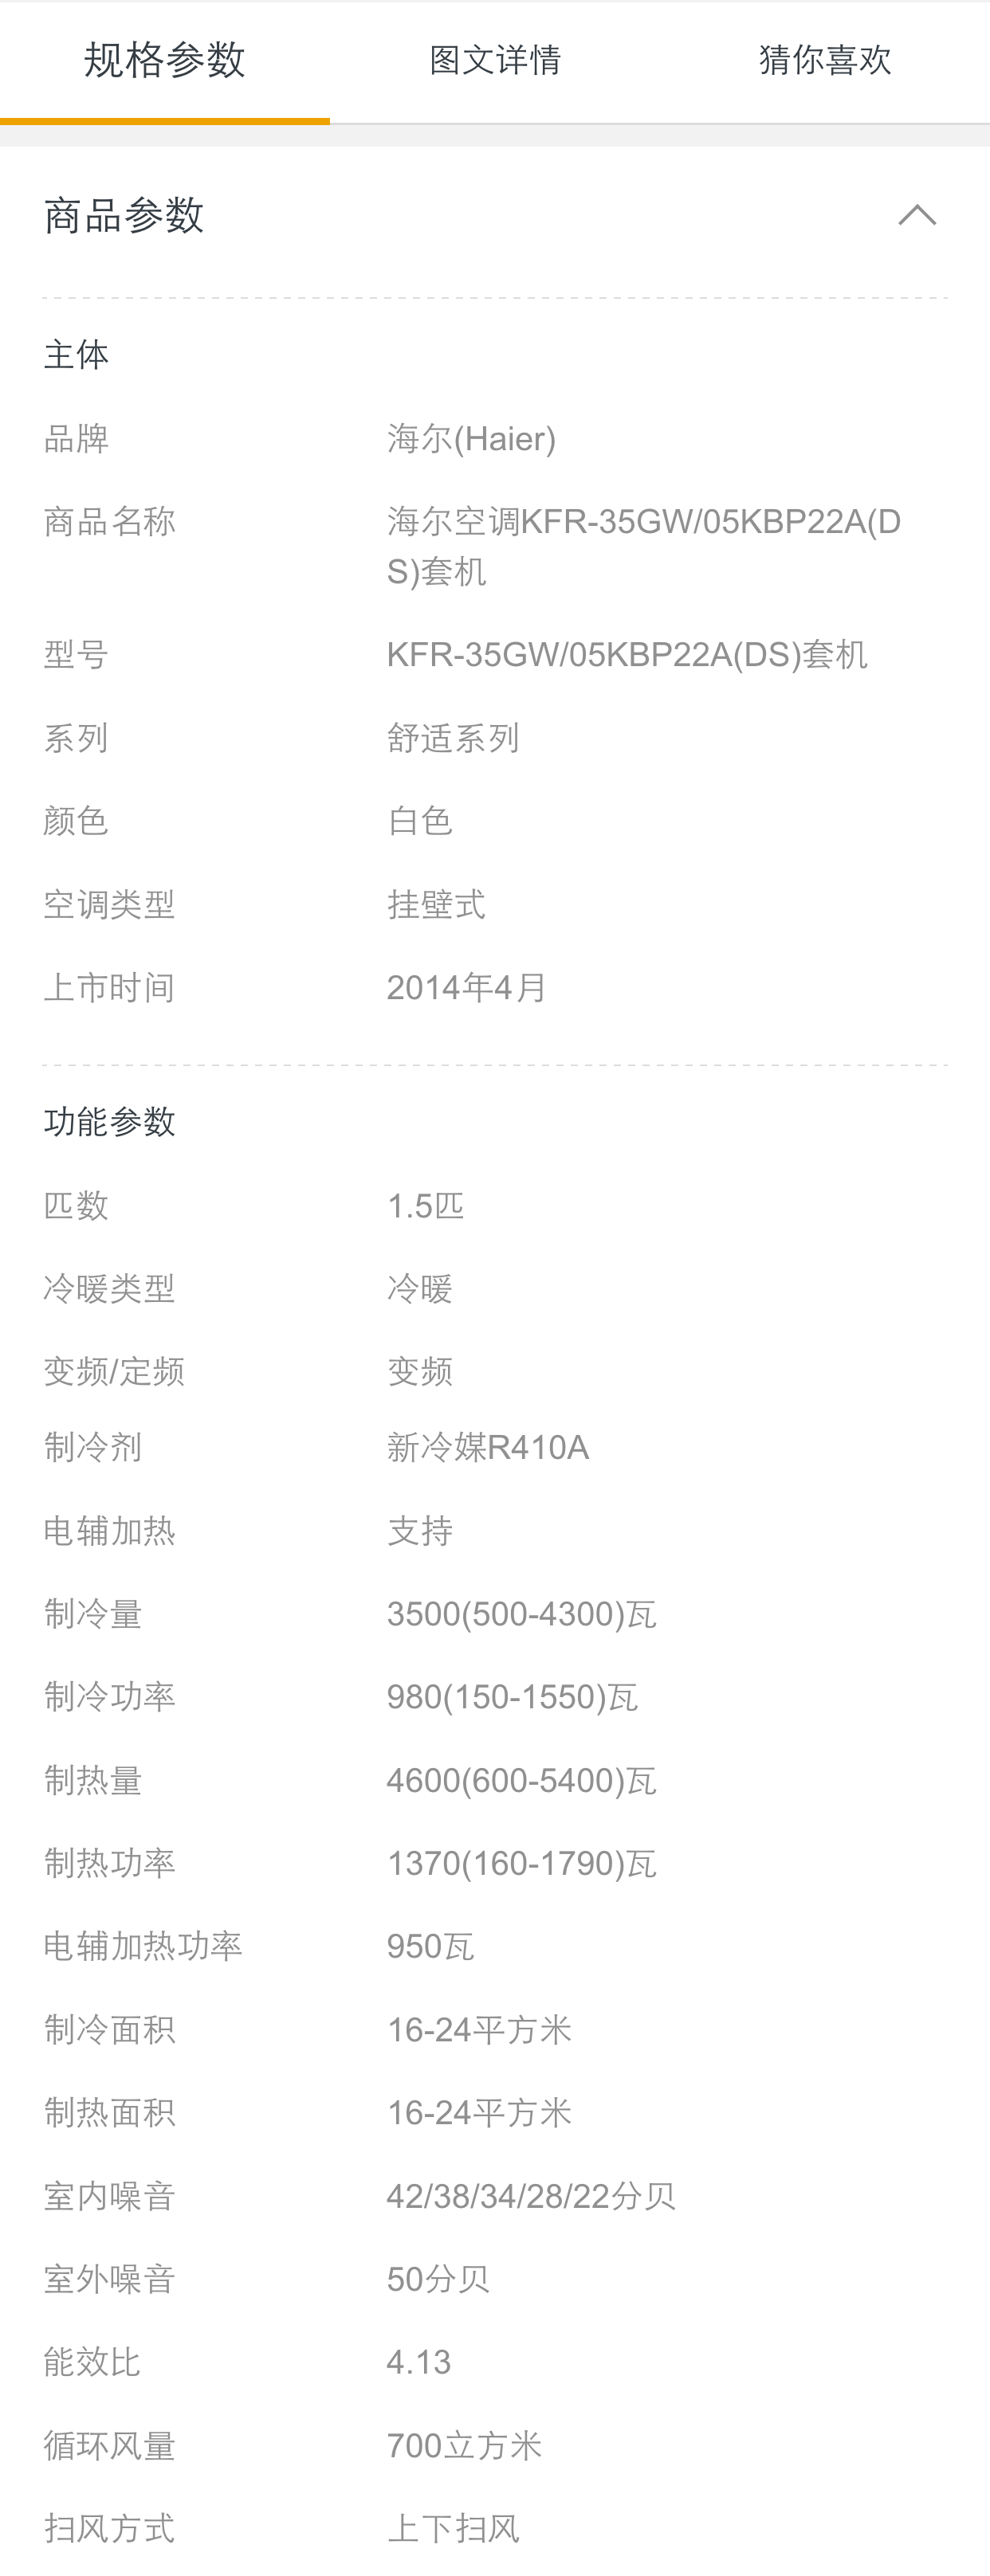 规格参数 图文详情 猜你喜欢
商品参数
主体
品牌 海尔(Haier)
商品名称 海尔空调KFR-35GW/05KBP22A(D
S)套机
型号 KFR-35GW/05KBP22A(DS)套机
系列 舒适系列
颜色 白色
空调类型 挂壁式
上市时间 2014年4月
功能参数
匹数 1.5匹
冷暖类型 冷暖
变频/定频 变频
制冷剂 新冷媒R410A
电辅加热 支持
制冷量 3500(500-4300)瓦
制冷功率 980(150-1550)瓦
制热量 4600(600-5400)瓦
制热功率 1370(160-1790)瓦
电辅加热功率 950瓦
制冷面积 16-24平方米
制热面积 16-24平方米
室内噪音 42/38/34/28/22分贝
室外噪音 50分贝
能效比 4.13
循环风量 700立方米
扫风方式 上下扫风